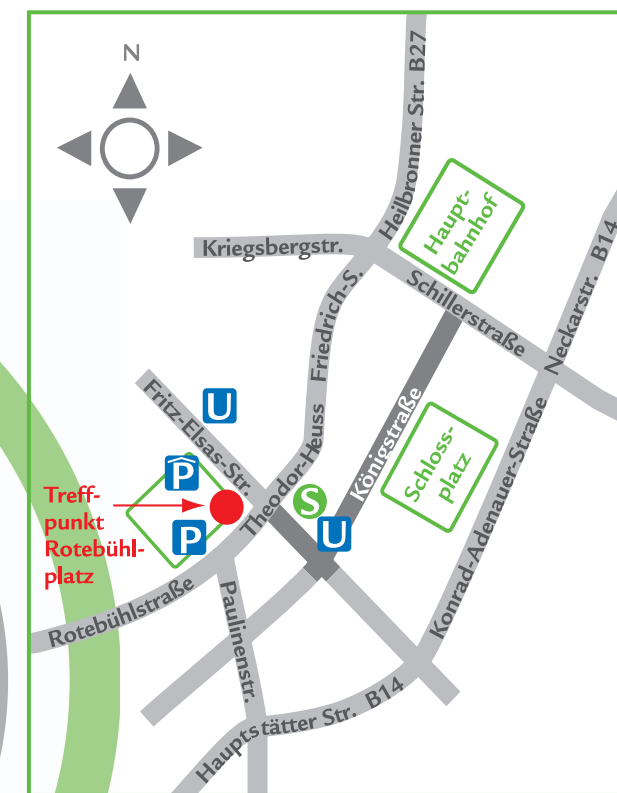 N
Heilbronner Str. B27
Haupt-
bahnhof
Kriegsbergstr.
Schillerstraße
Neckarstr. B14
Friedrich-S.
Fritz-Elsas-Str.
U
Königstraße
Schloss-
platz
Theodor-Heuss
P
S
Treff-
punkt
Rotebühl-
platz
P
U
Konrad-Adenauer-Straße
Rotebühlstraße
Paulinenstr.
Hauptstätter Str. B14